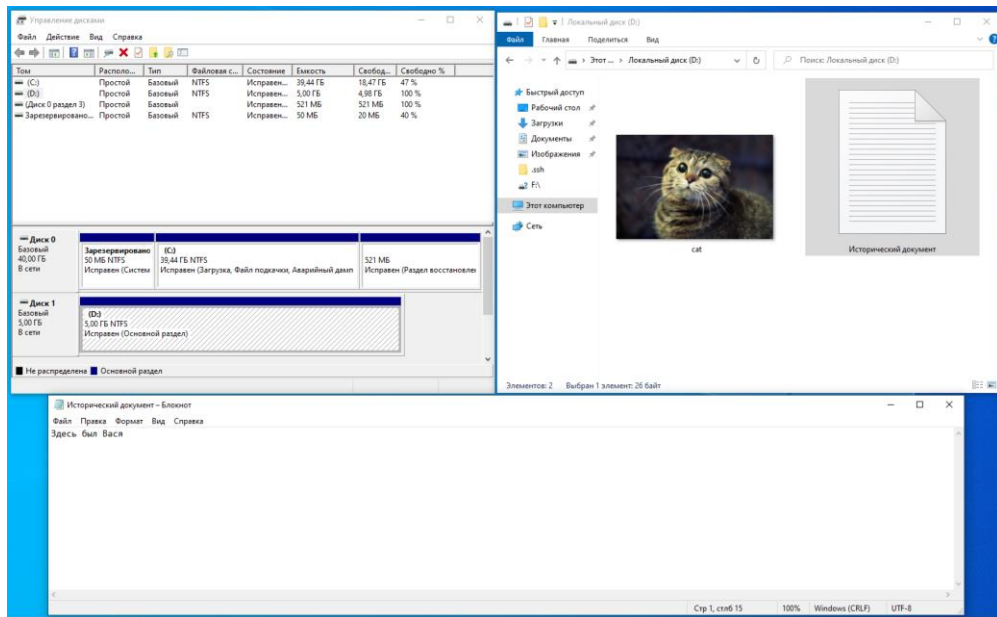 Управление дисками
Файл Действие Вид Справка
Том Располо... Тип Файловая с... Состояние Емкость Свобод... Свободно %
(C:) Простой Базовый NTFS Исправен... 39,44 ГБ 18,47 ГБ 47 %
(D:) Простой Базовый NTFS Исправен... 5,00 ГБ 4,98 ГБ 100 %
(Диск 0 раздел 3) Простой Базовый Исправен... 521 МБ 521 МБ 100 %
Зарезервировано... Простой Базовый NTFS Исправен... 50 МБ 20 МБ 40 %
Диск 0
Базовый
40,00 ГБ
В сети
Зарезервировано
50 МБ NTFS
Исправен (Систем
(C:)
39,44 ГБ NTFS
Исправен (Загрузка, Файл подкачки, Аварийный дамп
521 МБ
Исправен (Раздел восстановлен
Диск 1
Базовый
5,00 ГБ
В сети
(D:)
5,00 ГБ NTFS
Исправен (Основной раздел)
Не распределена Основной раздел
Локальный диск (D:)
Файл Главная Поделиться Вид
Этот ... Локальный диск (D:)
Поиск: Локальный диск (D:)
Быстрый доступ
Рабочий стол
Загрузки
Документы
Изображения
.ssh
F:\
Этот компьютер
Сеть
cat
Исторический документ
Элементов: 2 Выбран 1 элемент: 26 байт
Исторический документ – Блокнот
Файл Правка Формат Вид Справка
Здесь был Вася
Стр 1, стлб 15 100% Windows (CRLF) UTF-8